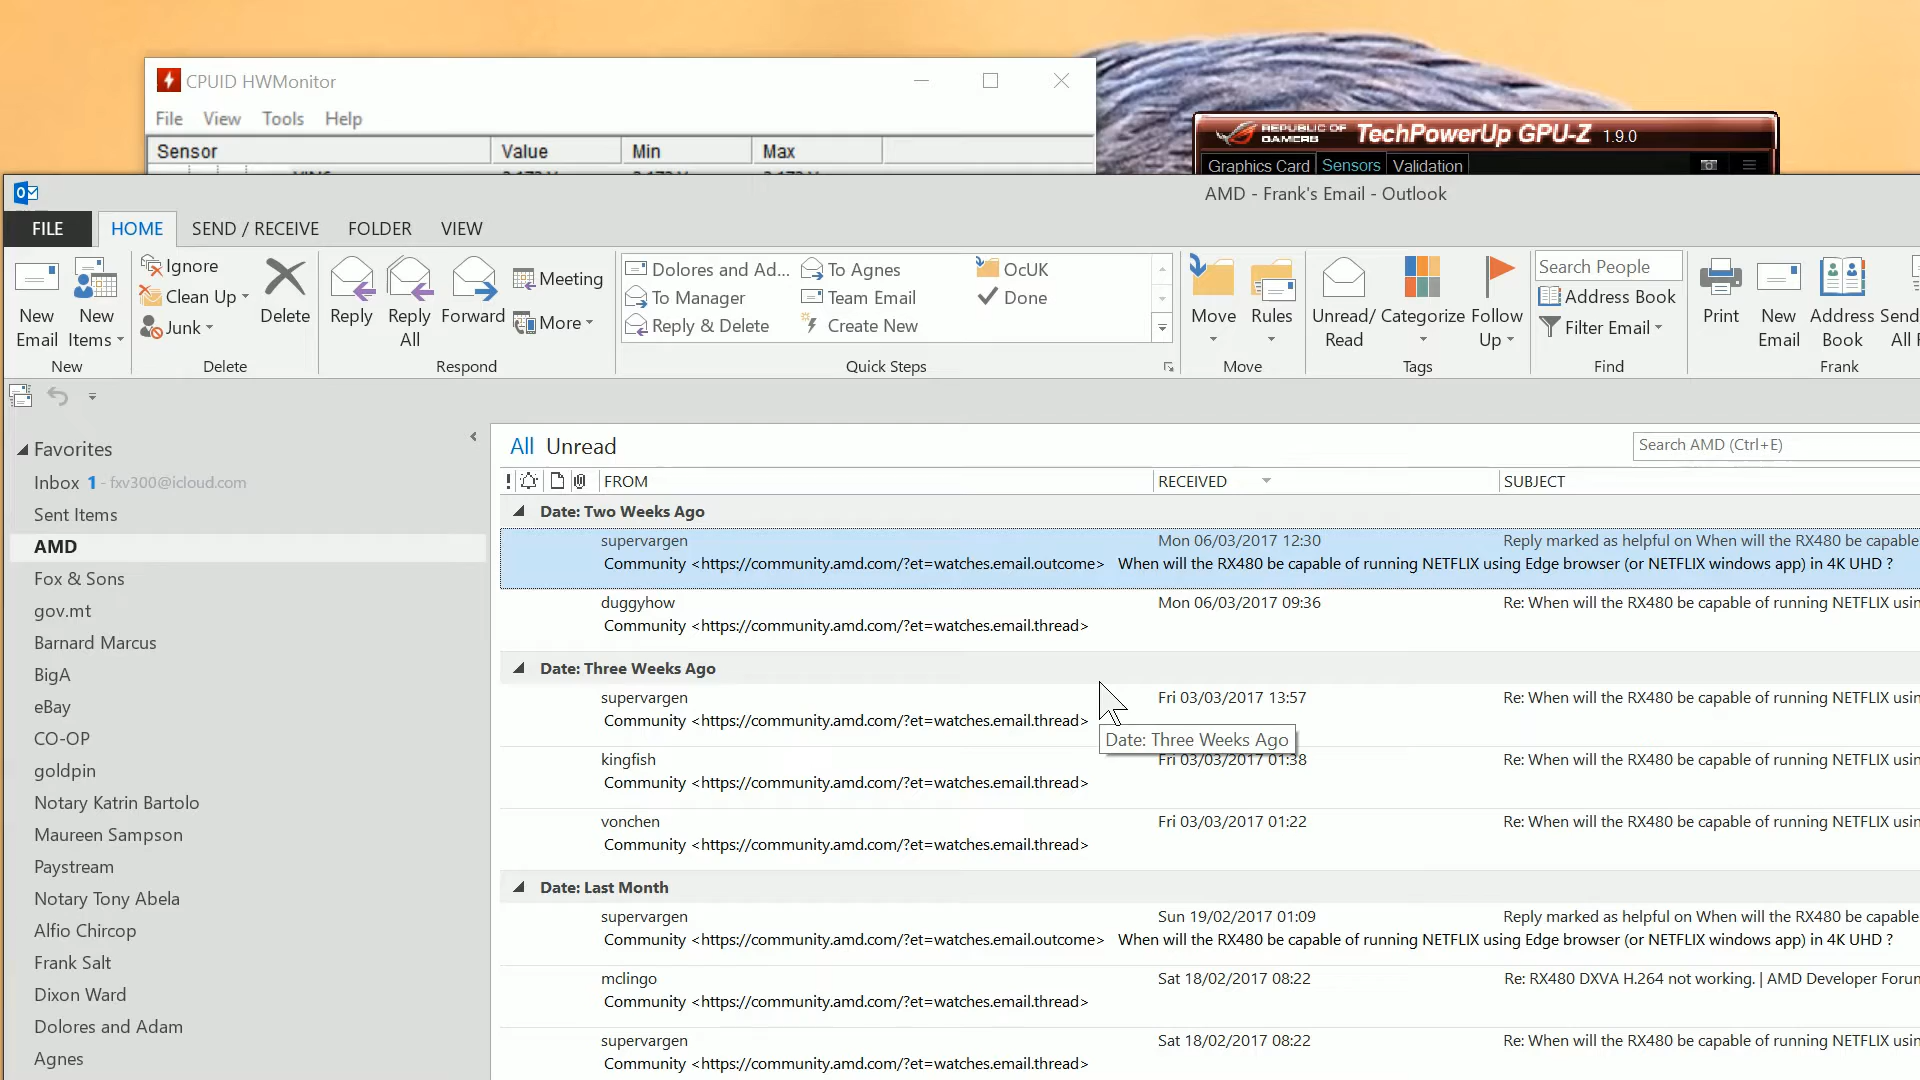 CPUID HWMonitor
File View Tools Help
Sensor Value Min Max
REPUBLIC OF GAMERS TechPowerUp GPU-Z 1.9.0
Graphics Card Sensors Validation
AMD - Frank's Email - Outlook
FILE HOME SEND / RECEIVE FOLDER VIEW
New Email
New Items
Ignore
Clean Up
Junk
Delete
Reply
Reply All
Forward
Meeting
More
Dolores and Ad... To Agnes OcUK
To Manager Team Email Done
Reply & Delete Create New
Move
Rules
Unread/ Read
Categorize
Follow Up
Search People
Address Book
Filter Email
Print
New Email
Address Book
Send
All
New Delete Respond Quick Steps Move Tags Find Frank
Favorites
Inbox 1 - fxv300@icloud.com
Sent Items
AMD
Fox & Sons
gov.mt
Barnard Marcus
BigA
eBay
CO-OP
goldpin
Notary Katrin Bartolo
Maureen Sampson
Paystream
Notary Tony Abela
Alfio Chircop
Frank Salt
Dixon Ward
Dolores and Adam
Agnes
All Unread
Search AMD (Ctrl+E)
! FROM RECEIVED SUBJECT
Date: Two Weeks Ago
supervargen Mon 06/03/2017 12:30 Reply marked as helpful on When will the RX480 be capable
Community <https://community.amd.com/?et=watches.email.outcome> When will the RX480 be capable of running NETFLIX using Edge browser (or NETFLIX windows app) in 4K UHD ?
duggyhow Mon 06/03/2017 09:36 Re: When will the RX480 be capable of running NETFLIX usin
Community <https://community.amd.com/?et=watches.email.thread>
Date: Three Weeks Ago
supervargen Fri 03/03/2017 13:57 Re: When will the RX480 be capable of running NETFLIX usin
Community <https://community.amd.com/?et=watches.email.thread>
Date: Three Weeks Ago
kingfish Fri 03/03/2017 01:38 Re: When will the RX480 be capable of running NETFLIX usin
Community <https://community.amd.com/?et=watches.email.thread>
vonchen Fri 03/03/2017 01:22 Re: When will the RX480 be capable of running NETFLIX usin
Community <https://community.amd.com/?et=watches.email.thread>
Date: Last Month
supervargen Sun 19/02/2017 01:09 Reply marked as helpful on When will the RX480 be capable
Community <https://community.amd.com/?et=watches.email.outcome> When will the RX480 be capable of running NETFLIX using Edge browser (or NETFLIX windows app) in 4K UHD ?
mclingo Sat 18/02/2017 08:22 Re: RX480 DXVA H.264 not working. | AMD Developer Forun
Community <https://community.amd.com/?et=watches.email.thread>
supervargen Sat 18/02/2017 08:22 Re: When will the RX480 be capable of running NETFLIX usin
Community <https://community.amd.com/?et=watches.email.thread>